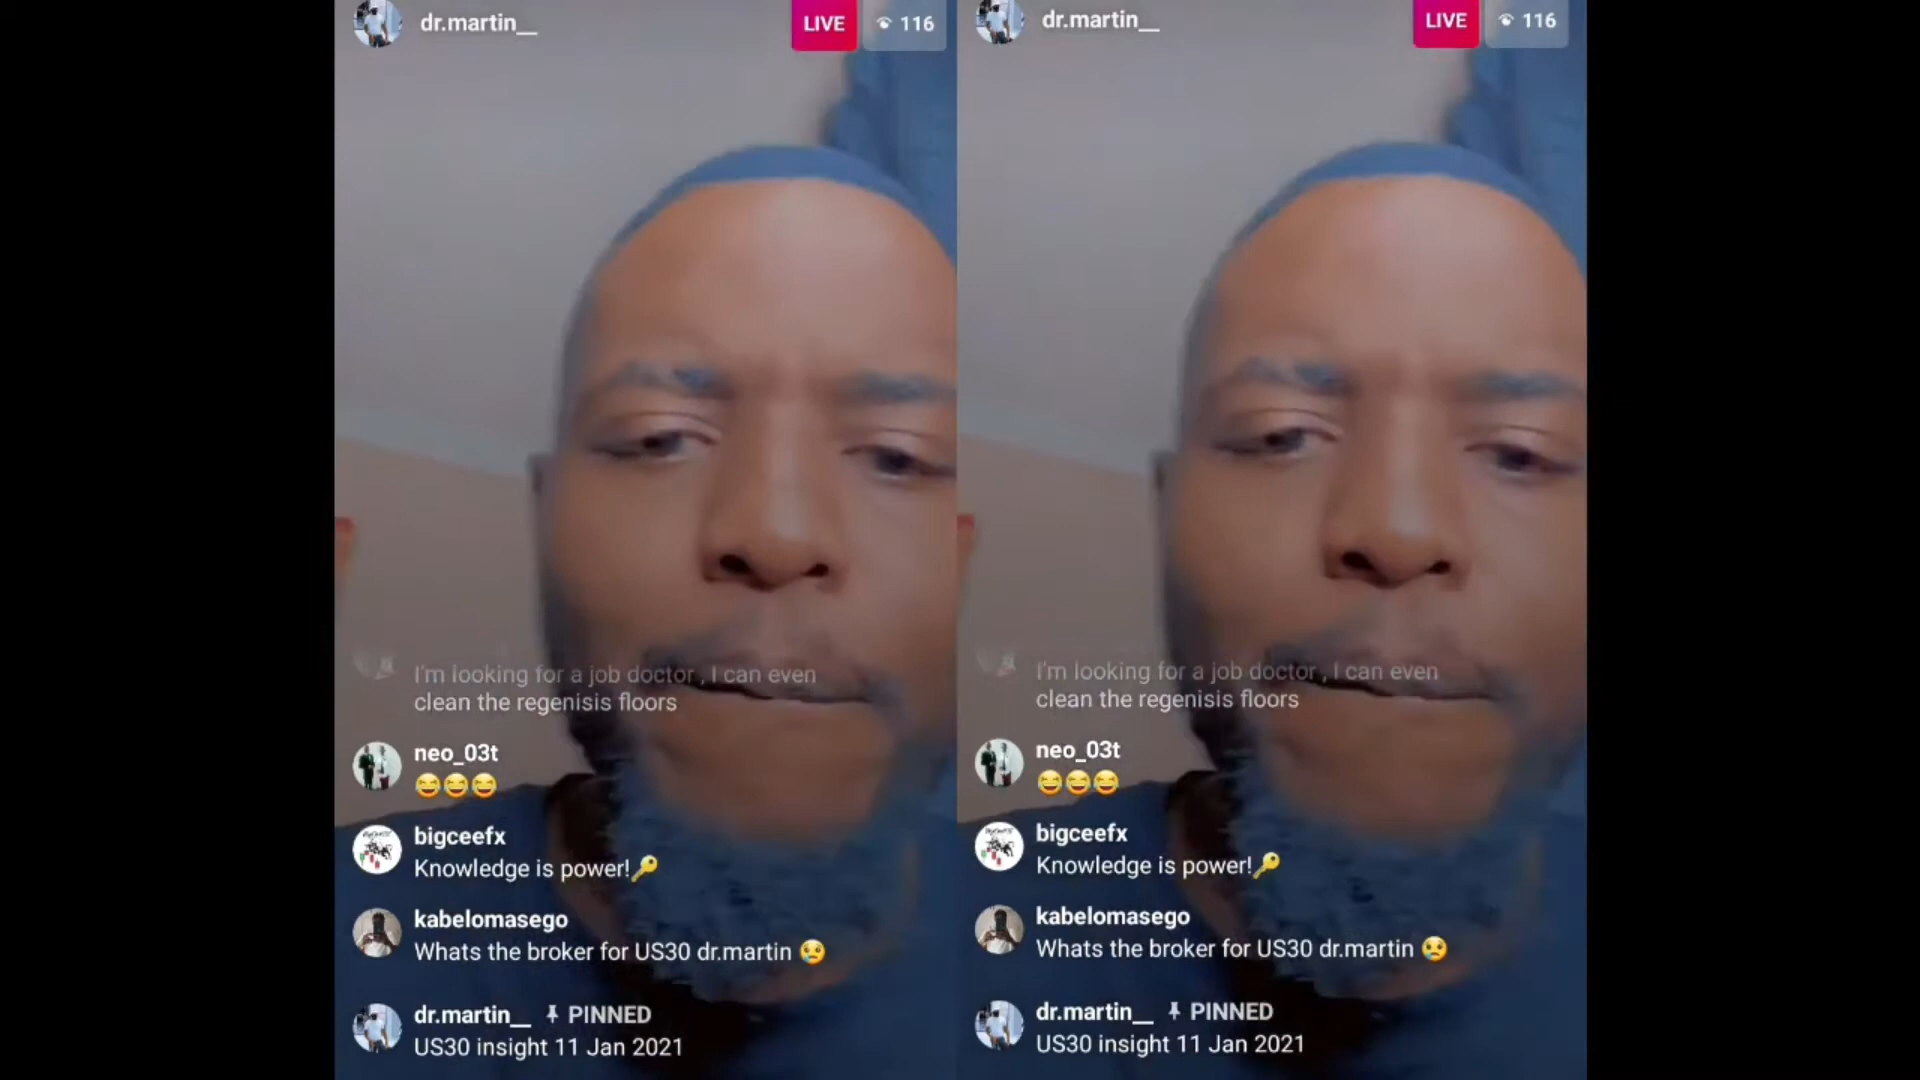 dr.martin__
LIVE
116
I'm looking for a job doctor , I can even
clean the regenisis floors
neo_03t
😂😂😂
bigceefx
Knowledge is power!🔑
kabelomasego
Whats the broker for US30 dr.martin 😢
dr.martin__ PINNED
US30 insight 11 Jan 2021
dr.martin__
LIVE
116
I'm looking for a job doctor , I can even
clean the regenisis floors
neo_03t
😂😂😂
bigceefx
Knowledge is power!🔑
kabelomasego
Whats the broker for US30 dr.martin 😢
dr.martin__ PINNED
US30 insight 11 Jan 2021